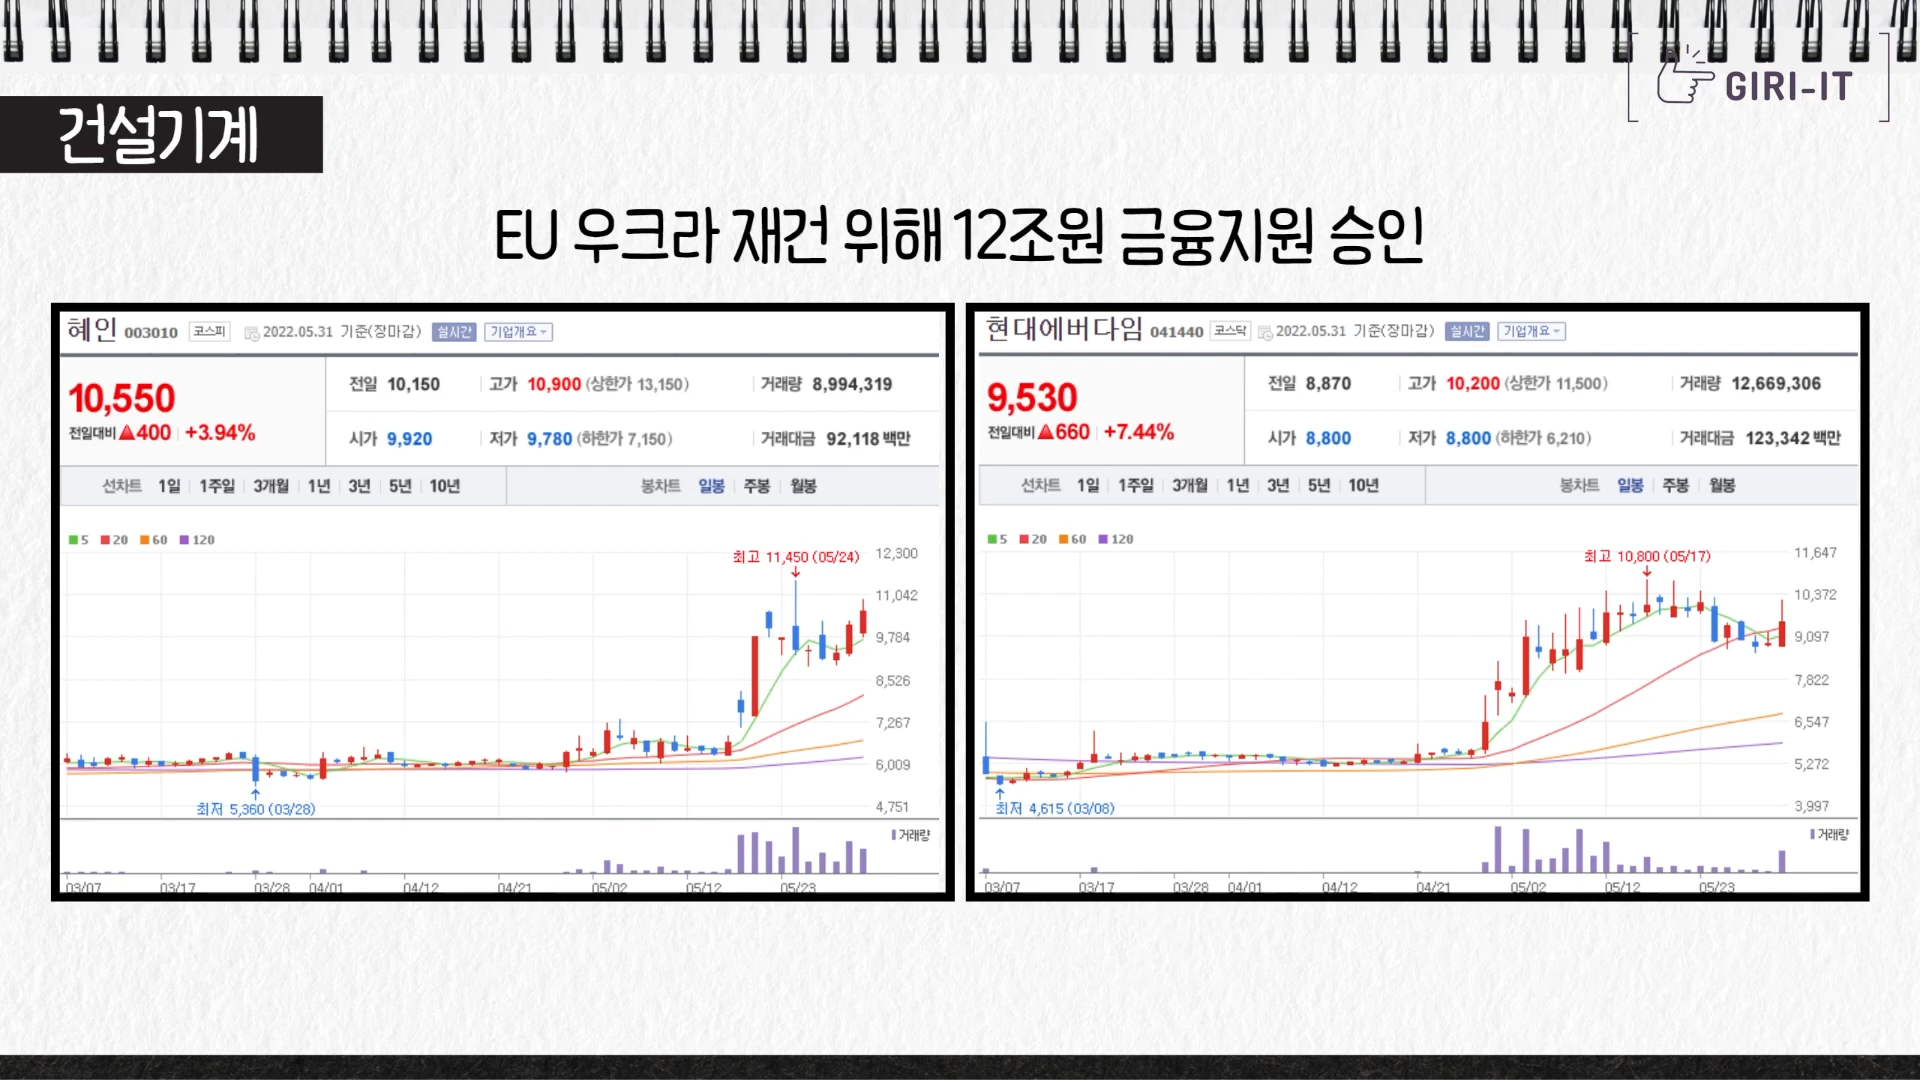 GIRI-IT
건설기계
EU 우크라 재건 위해 12조원 금융지원 승인
혜인 003010 코스피 2022.05.31 기준(장마감) 실시간 기업개요
10,550
전일대비 ▲400 +3.94%
전일 10,150 고가 10,900 (상한가 13,150) 거래량 8,994,319
시가 9,920 저가 9,780 (하한가 7,150) 거래대금 92,118 백만
선차트 1일 1주일 3개월 1년 3년 5년 10년 봉차트 일봉 주봉 월봉
5 20 60 120
최고 11,450 (05/24)
12,300
11,042
9,784
8,526
7,267
6,009
4,751
최저 5,360 (03/28)
거래량
03/07 03/17 03/28 04/01 04/12 04/21 05/02 05/12 05/23
현대에버다임 041440 코스닥 2022.05.31 기준(장마감) 실시간 기업개요
9,530
전일대비 ▲660 +7.44%
전일 8,870 고가 10,200 (상한가 11,500) 거래량 12,669,306
시가 8,800 저가 8,800 (하한가 6,210) 거래대금 123,342 백만
선차트 1일 1주일 3개월 1년 3년 5년 10년 봉차트 일봉 주봉 월봉
5 20 60 120
최고 10,800 (05/17)
11,647
10,372
9,097
7,822
6,547
5,272
3,997
최저 4,615 (03/08)
거래량
03/07 03/17 03/28 04/01 04/12 04/21 05/02 05/12 05/23